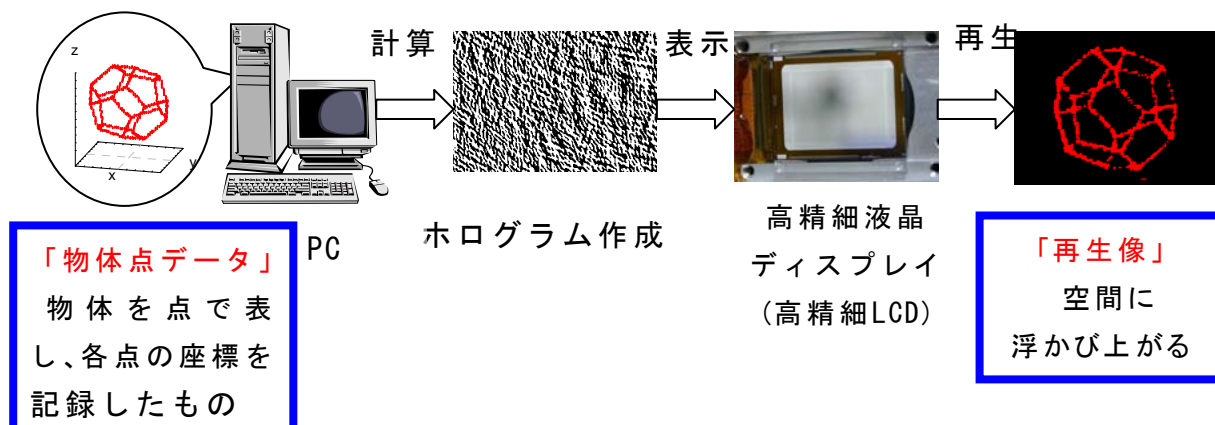 計算
表示
再生
z
x
y
PC
ホログラム作成
高精細液晶
ディスプレイ
(高精細LCD)
「物体点データ」
物体を点で表
し、各点の座標を
記録したもの
「再生像」
空間に
浮かび上がる